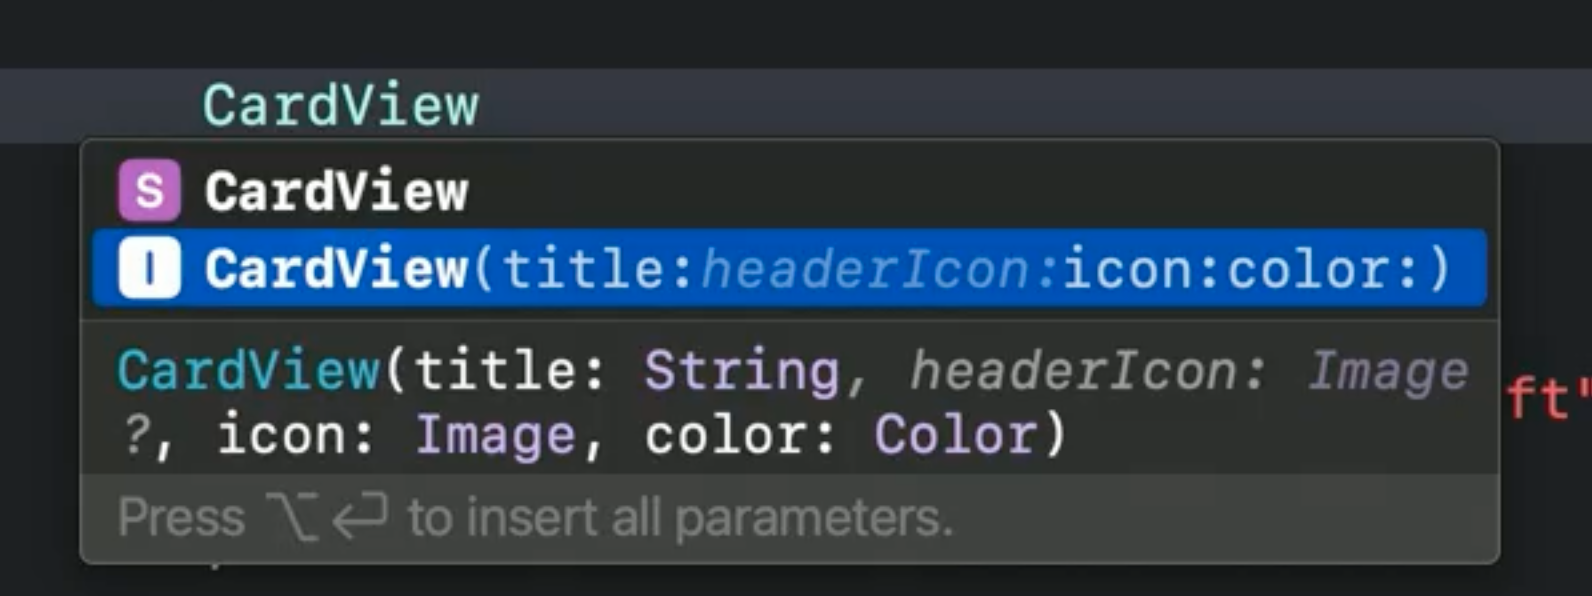 CardView
S CardView
I CardView(title:headerIcon:icon:color:)
CardView(title: String, headerIcon: Image
?, icon: Image, color: Color)
ft"
Press ⌥↩ to insert all parameters.